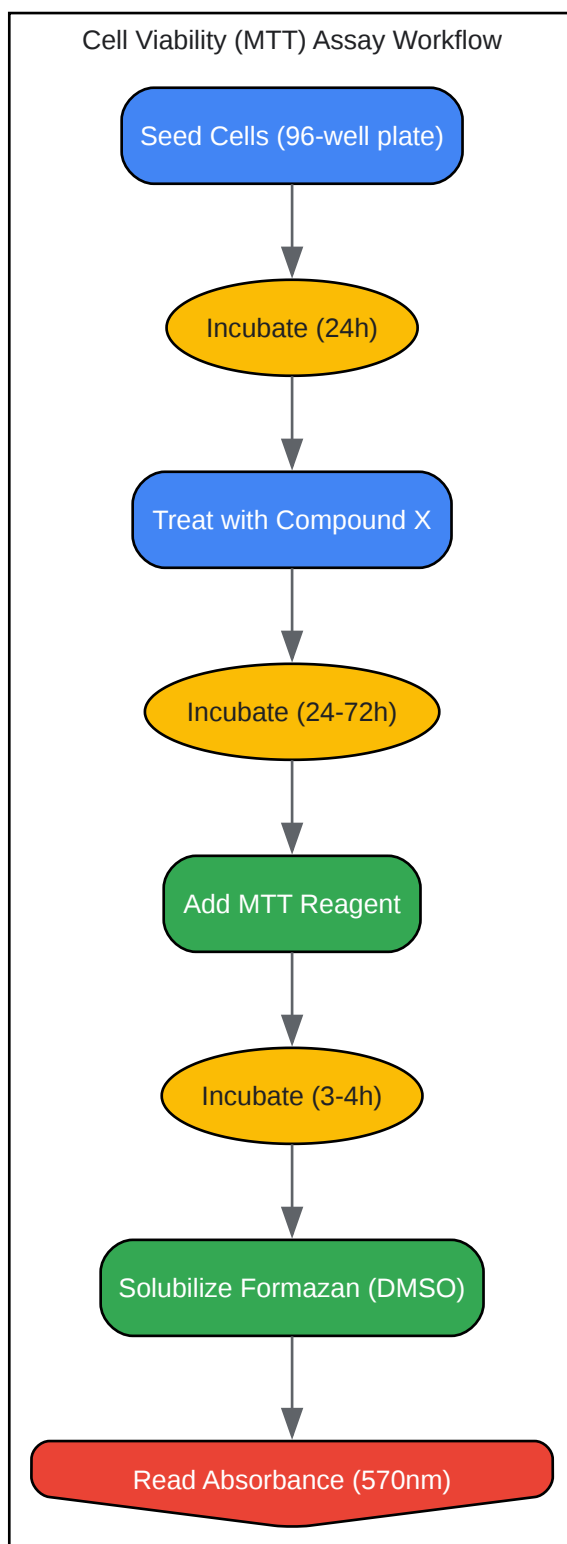 Cell Viability (MTT) Assay Workflow
Seed Cells (96-well plate)
Incubate (24h)
Treat with Compound X
Incubate (24-72h)
Add MTT Reagent
Incubate (3-4h)
Solubilize Formazan (DMSO)
Read Absorbance (570nm)